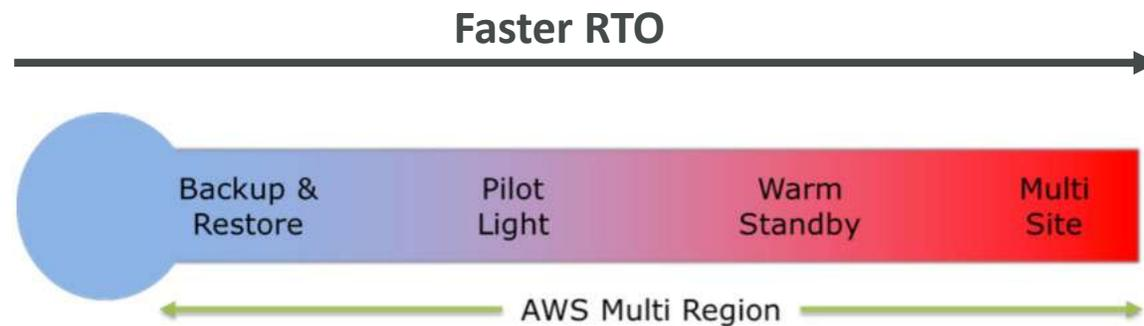 Faster RTO
Backup &
Restore
Pilot
Light
Warm
Standby
Multi
Site
AWS Multi Region